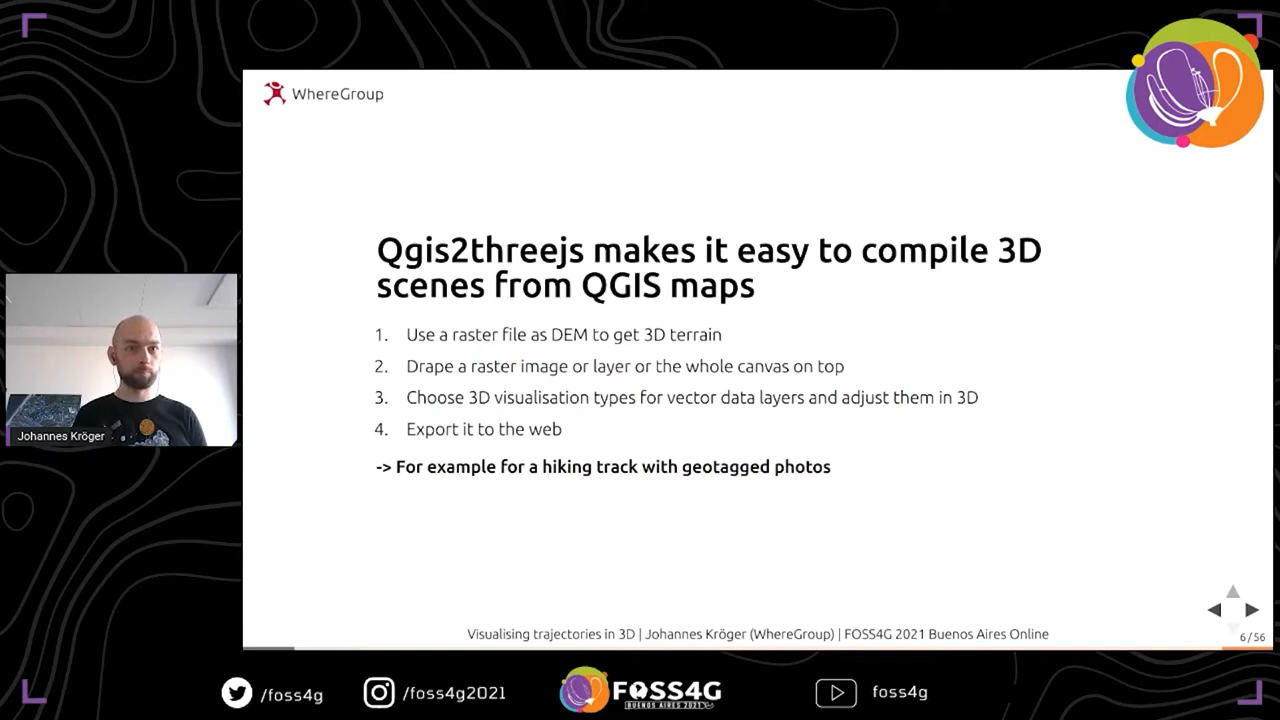 WhereGroup
Qgis2threejs makes it easy to compile 3D
scenes from QGIS maps
1. Use a raster file as DEM to get 3D terrain
2. Drape a raster image or layer or the whole canvas on top
3. Choose 3D visualisation types for vector data layers and adjust them in 3D
4. Export it to the web
-> For example for a hiking track with geotagged photos
Johannes Kröger
Visualising trajectories in 3D | Johannes Kröger (WhereGroup) | FOSS4G 2021 Buenos Aires Online
6/56
/foss4g
/foss4g2021
FOSS4G
BUENOS AIRES 2021
foss4g